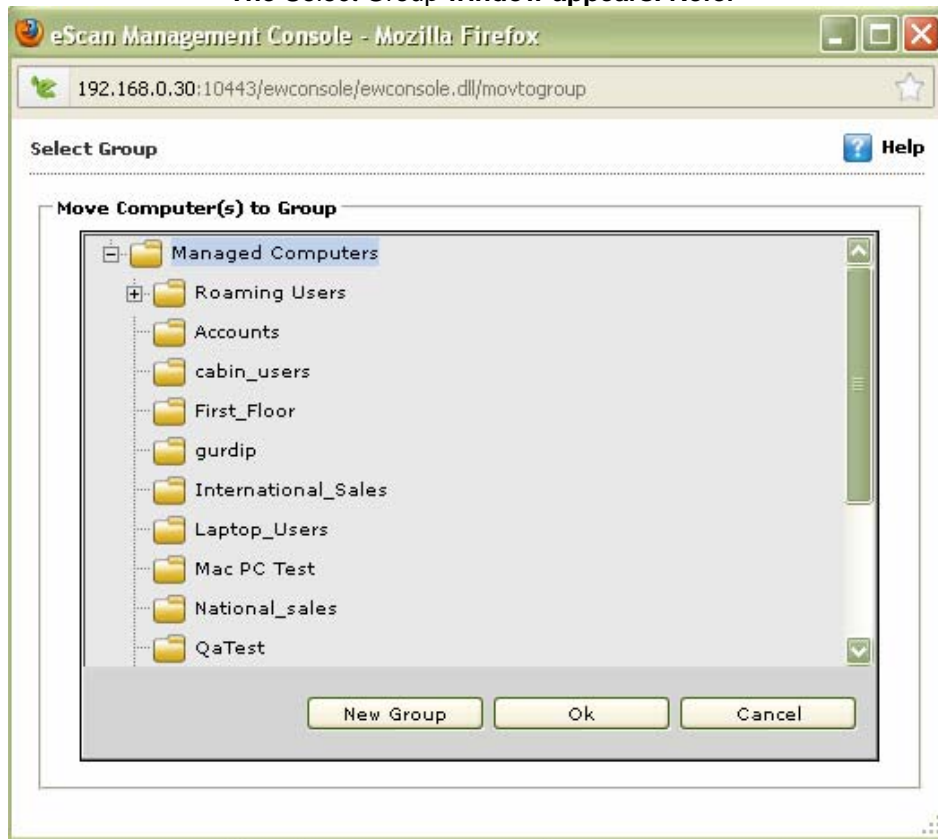 eScan Management Console - Mozilla Firefox
192.168.0.30:10443/ewconsole/ewconsole.dll/movtogroup
Select Group
Help
Move Computer(s) to Group
Managed Computers
Roaming Users
Accounts
cabin_users
First_Floor
gurdip
International_Sales
Laptop_Users
Mac PC Test
National_sales
QaTest
New Group
Ok
Cancel